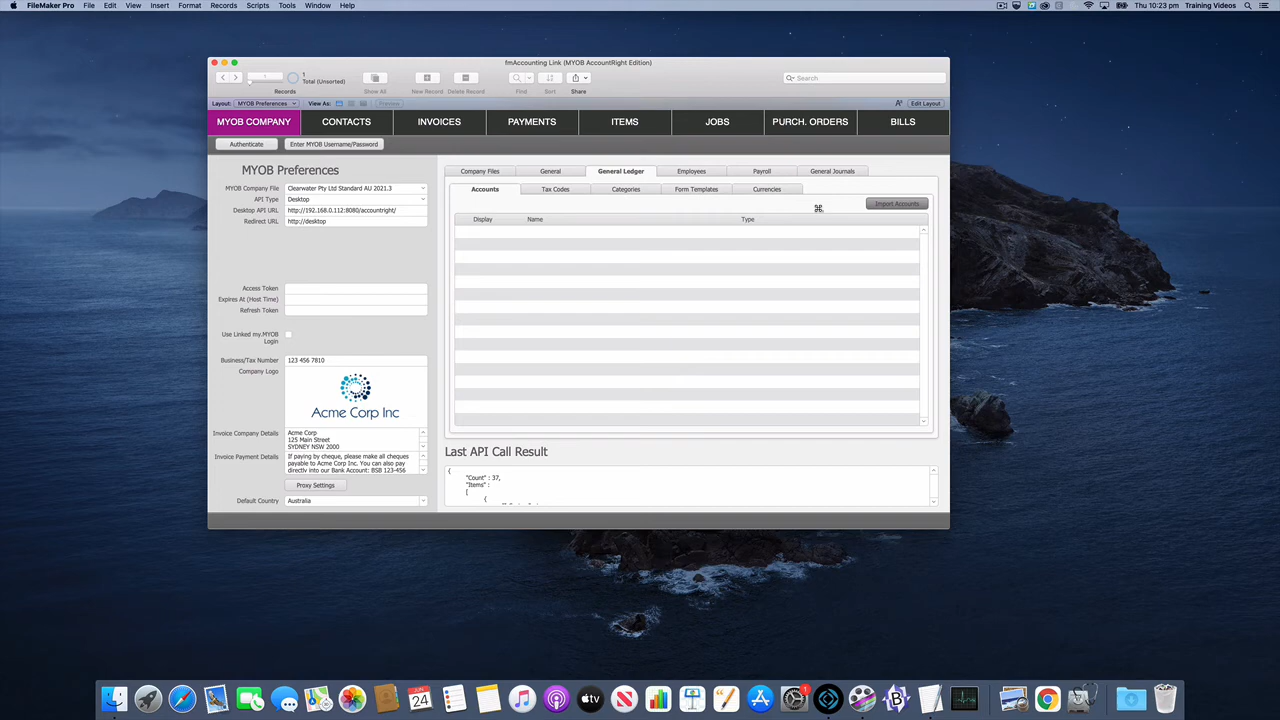 FileMaker Pro File Edit View Insert Format Records Scripts Tools Window Help Thu 10:23 pm Training Videos
fmAccounting Link (MYOB AccountRight Edition)
1
1
Total (Unsorted)
Search
Records Show All New Record Delete Record Find Sort Share
Layout: MYOB Preferences View As: Preview Edit Layout
MYOB COMPANY CONTACTS INVOICES PAYMENTS ITEMS JOBS PURCH. ORDERS BILLS
Authenticate Enter MYOB Username/Password
MYOB Preferences
MYOB Company File Clearwater Pty Ltd Standard AU 2021.3
API Type Desktop
Desktop API URL http://192.168.0.112:8080/accountright/
Redirect URL http://desktop
Access Token
Expires At (Host Time)
Refresh Token
Use Linked my.MYOB
Login
Business/Tax Number 123 456 7810
Company Logo
Acme Corp Inc
Invoice Company Details Acme Corp
125 Main Street
SYDNEY NSW 2000
Invoice Payment Details If paying by cheque, please make all cheques
payable to Acme Corp Inc. You can also pay
directly into our Bank Account: BSB 123-456
Proxy Settings
Default Country Australia
Company Files General General Ledger Employees Payroll General Journals
Accounts Tax Codes Categories Form Templates Currencies
Import Accounts
Display Name Type
Last API Call Result
{
"Count" : 37,
"Items" :
[
{
JUN
24
tv
1